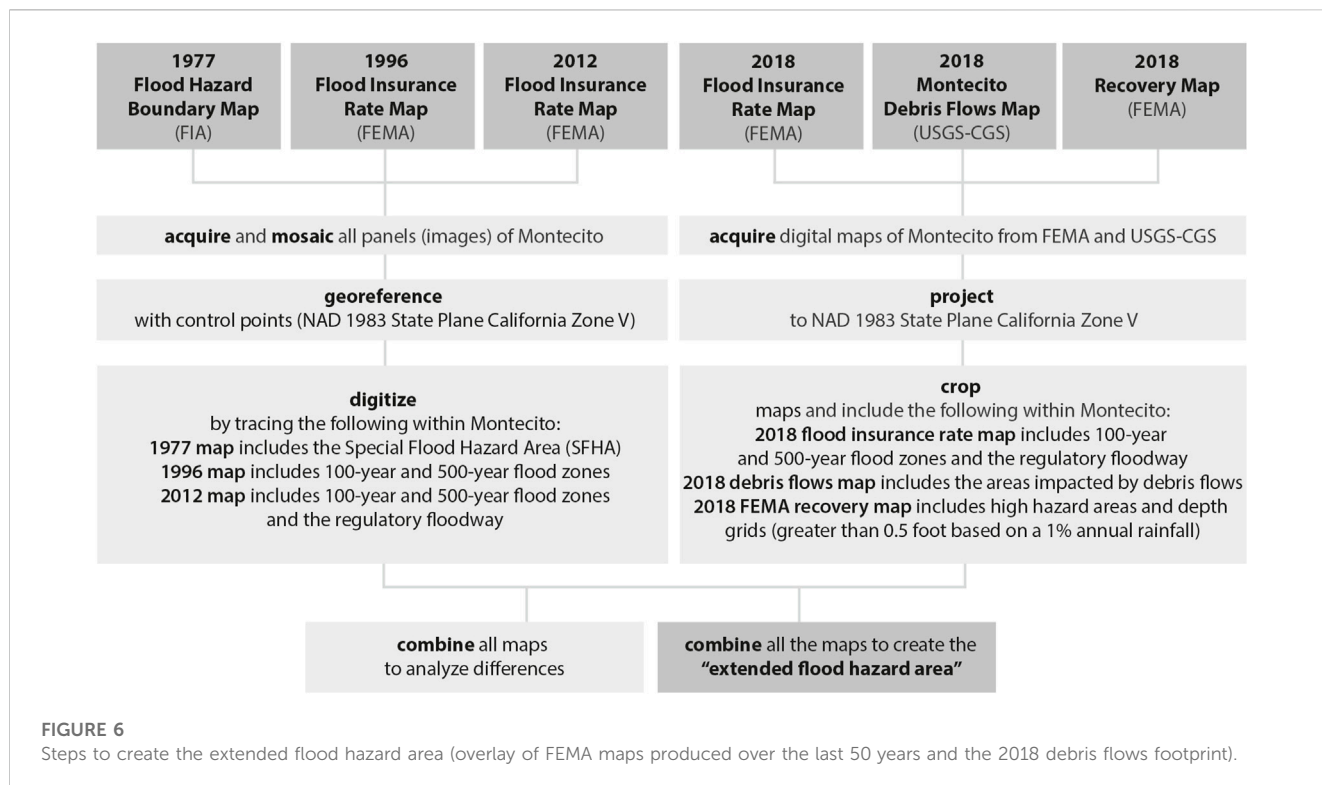 1977
Flood Hazard
Boundary Map
(FIA)
1996
Flood Insurance
Rate Map
(FEMA)
2012
Flood Insurance
Rate Map
(FEMA)
2018
Flood Insurance
Rate Map
(FEMA)
2018
Montecito
Debris Flows Map
(USGS-CGS)
2018
Recovery Map
(FEMA)
acquire and mosaic all panels (images) of Montecito
acquire digital maps of Montecito from FEMA and USGS-CGS
georeference
with control points (NAD 1983 State Plane California Zone V)
project
to NAD 1983 State Plane California Zone V
digitize
by tracing the following within Montecito:
1977 map includes the Special Flood Hazard Area (SFHA)
1996 map includes 100-year and 500-year flood zones
2012 map includes 100-year and 500-year flood zones
and the regulatory floodway
crop
maps and include the following within Montecito:
2018 flood insurance rate map includes 100-year
and 500-year flood zones and the regulatory floodway
2018 debris flows map includes the areas impacted by debris flows
2018 FEMA recovery map includes high hazard areas and depth
grids (greater than 0.5 foot based on a 1% annual rainfall)
combine all maps
to analyze differences
combine all the maps to create the
“extended flood hazard area”
FIGURE 6
Steps to create the extended flood hazard area (overlay of FEMA maps produced over the last 50 years and the 2018 debris flows footprint).